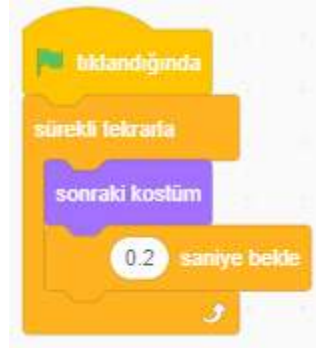 tıklandığında
sürekli tekrarla
sonraki kostüm
0.2 saniye bekle